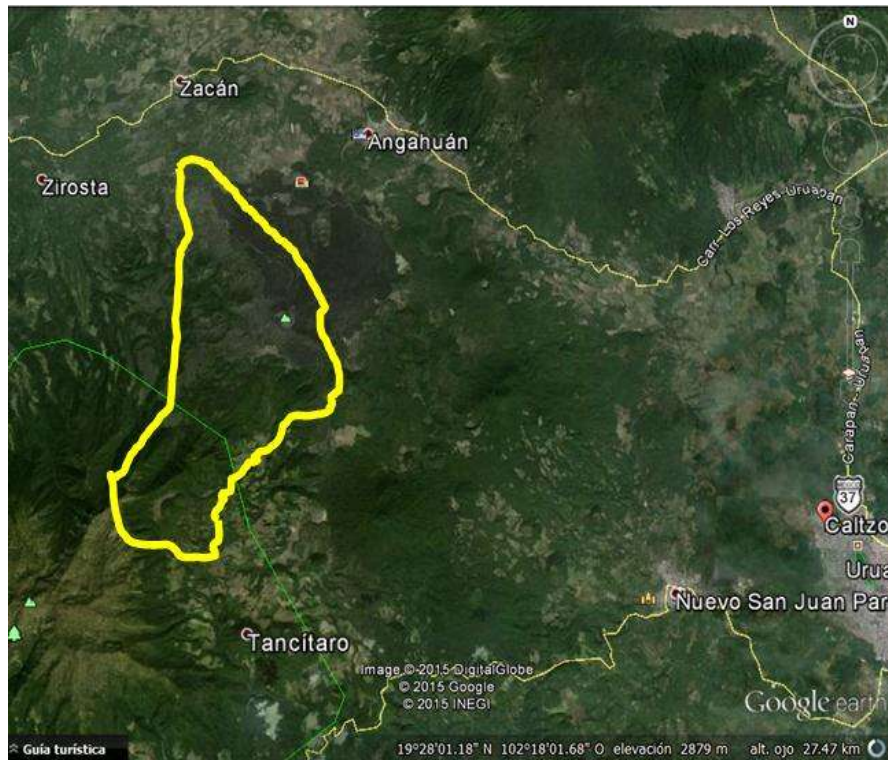 N
Zacán
Angahuán
Zirosta
Carr- Los Reyes-Uruapan
Carapan - Uruapan
MEXICO
37
Caltzo
Urua
Nuevo San Juan Par
Tancítaro
Image © 2015 DigitalGlobe
© 2015 Google
© 2015 INEGI
Google earth
Guía turística
19°28'01.18" N 102°18'01.68" O elevación 2879 m alt. ojo 27.47 km